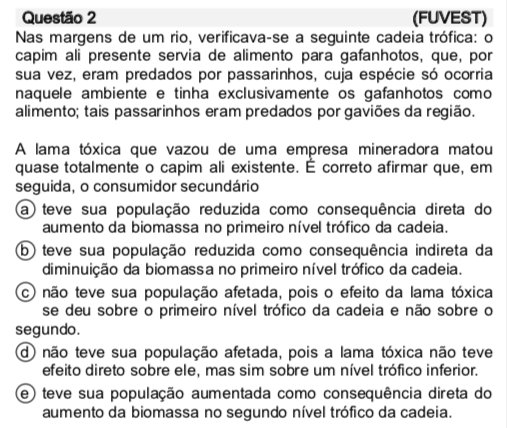 Questão 2 (FUVEST)
Nas margens de um rio, verificava-se a seguinte cadeia trófica: o
capim ali presente servia de alimento para gafanhotos, que, por
sua vez, eram predados por passarinhos, cuja espécie só ocorria
naquele ambiente e tinha exclusivamente os gafanhotos como
alimento; tais passarinhos eram predados por gaviões da região.
A lama tóxica que vazou de uma empresa mineradora matou
quase totalmente o capim ali existente. É correto afirmar que, em
seguida, o consumidor secundário
a teve sua população reduzida como consequência direta do
aumento da biomassa no primeiro nível trófico da cadeia.
b teve sua população reduzida como consequência indireta da
diminuição da biomassa no primeiro nível trófico da cadeia.
c não teve sua população afetada, pois o efeito da lama tóxica
se deu sobre o primeiro nível trófico da cadeia e não sobre o
segundo.
d não teve sua população afetada, pois a lama tóxica não teve
efeito direto sobre ele, mas sim sobre um nível trófico inferior.
e teve sua população aumentada como consequência direta do
aumento da biomassa no segundo nível trófico da cadeia.